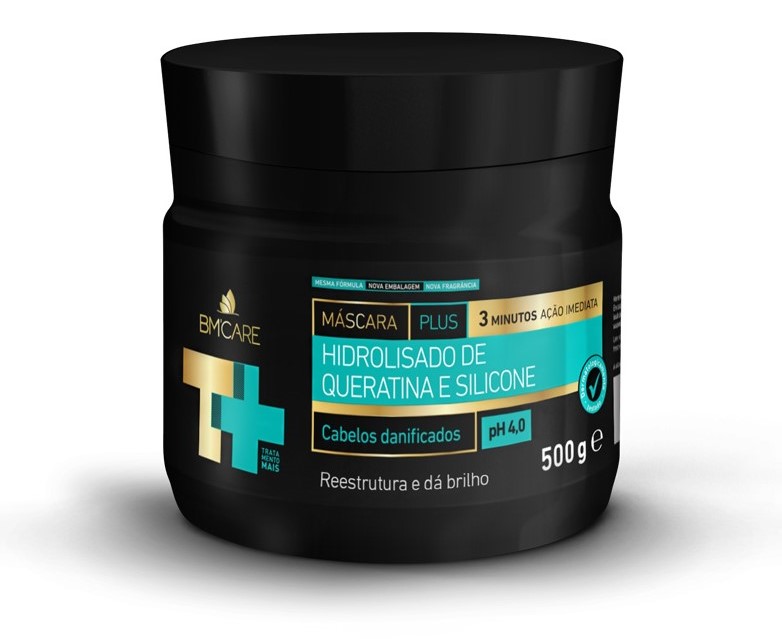 MESMA FÓRMULA NOVA EMBALAGEM NOVA FRAGRÂNCIA
MÁSCARA PLUS 3 MINUTOS AÇÃO IMEDIATA
HIDROLISADO DE
QUERATINA E SILICONE
Cabelos danificados pH 4,0
500g e
Reestrutura e dá brilho
BMCARE
T+
TRATA
MENTO
MAIS
Dermatologicamente